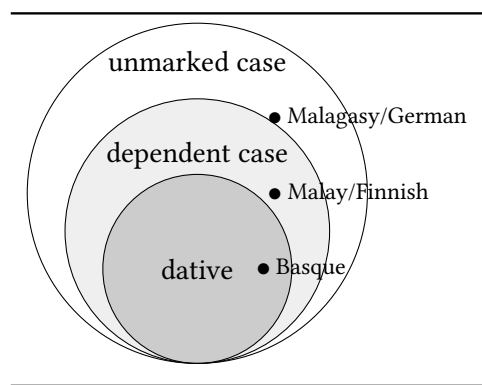 unmarked case
Malagasy/German
dependent case
Malay/Finnish
dative
Basque